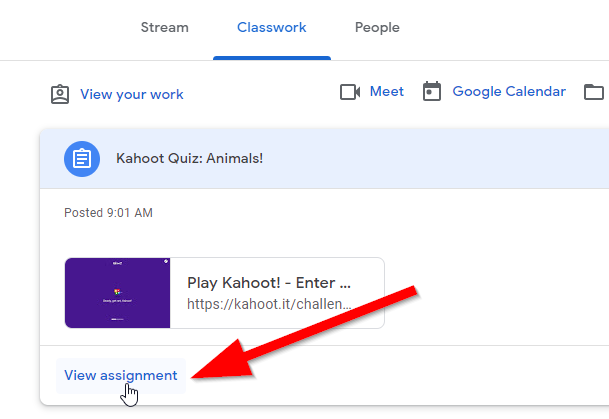 Stream Classwork People
View your work Meet Google Calendar
Kahoot Quiz: Animals!
Posted 9:01 AM
Play Kahoot! - Enter ...
https://kahoot.it/challen...
View assignment